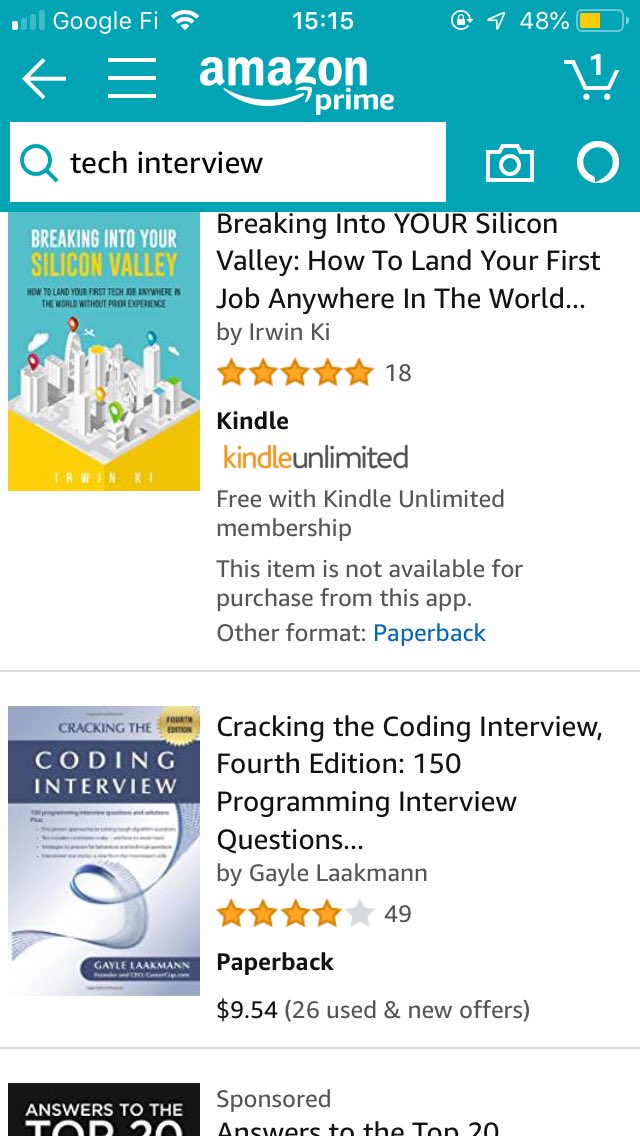 Google Fi 15:15 48%
amazon
prime
1
tech interview
BREAKING INTO YOUR
SILICON VALLEY
HOW TO LAND YOUR FIRST TECH JOB ANYWHERE IN
THE WORLD WITHOUT PRIOR EXPERIENCE
IRWIN KI
Breaking Into YOUR Silicon
Valley: How To Land Your First
Job Anywhere In The World...
by Irwin Ki
18
Kindle
kindleunlimited
Free with Kindle Unlimited
membership
This item is not available for
purchase from this app.
Other format: Paperback
CRACKING THE
FOURTH
EDITION
CODING
INTERVIEW
150 programming interview questions and solutions
Plus:
GAYLE LAAKMANN
Founder and CEO, CareerCup.com
Cracking the Coding Interview,
Fourth Edition: 150
Programming Interview
Questions...
by Gayle Laakmann
49
Paperback
$9.54 (26 used & new offers)
ANSWERS TO THE
TOP 20
Sponsored
Answers to the Top 20